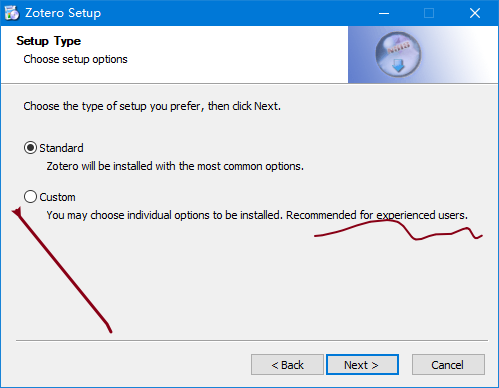 Zotero Setup
Setup Type
Choose setup options
Choose the type of setup you prefer, then click Next.
Standard
Zotero will be installed with the most common options.
Custom
You may choose individual options to be installed. Recommended for experienced users.
< Back
Next >
Cancel